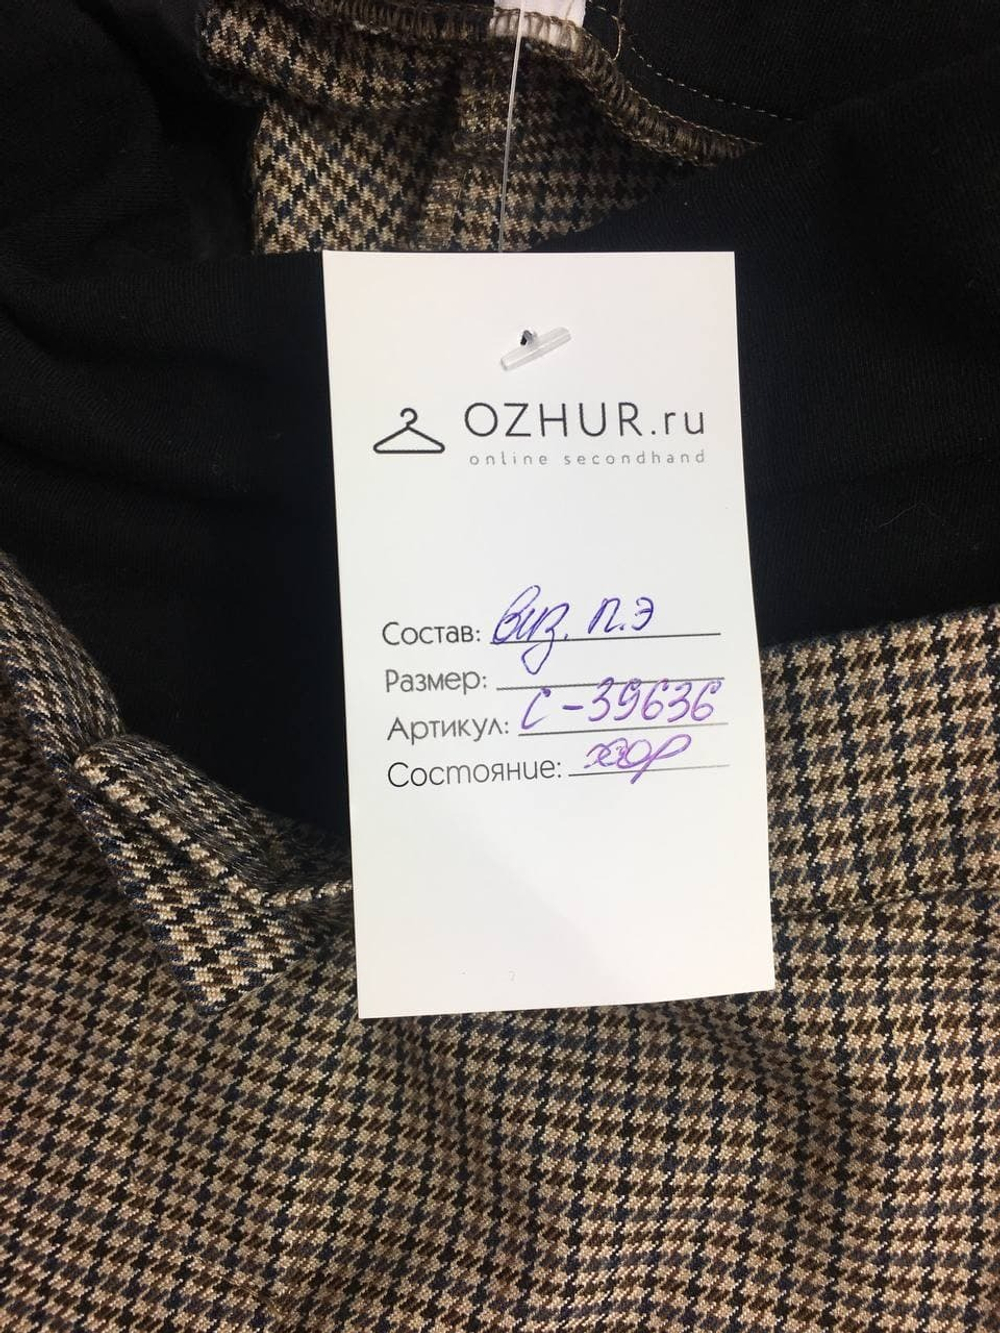 OZHUR.ru
online secondhand
Состав: Виз. П.Э
Размер:
Артикул: С-39636
Состояние: хор